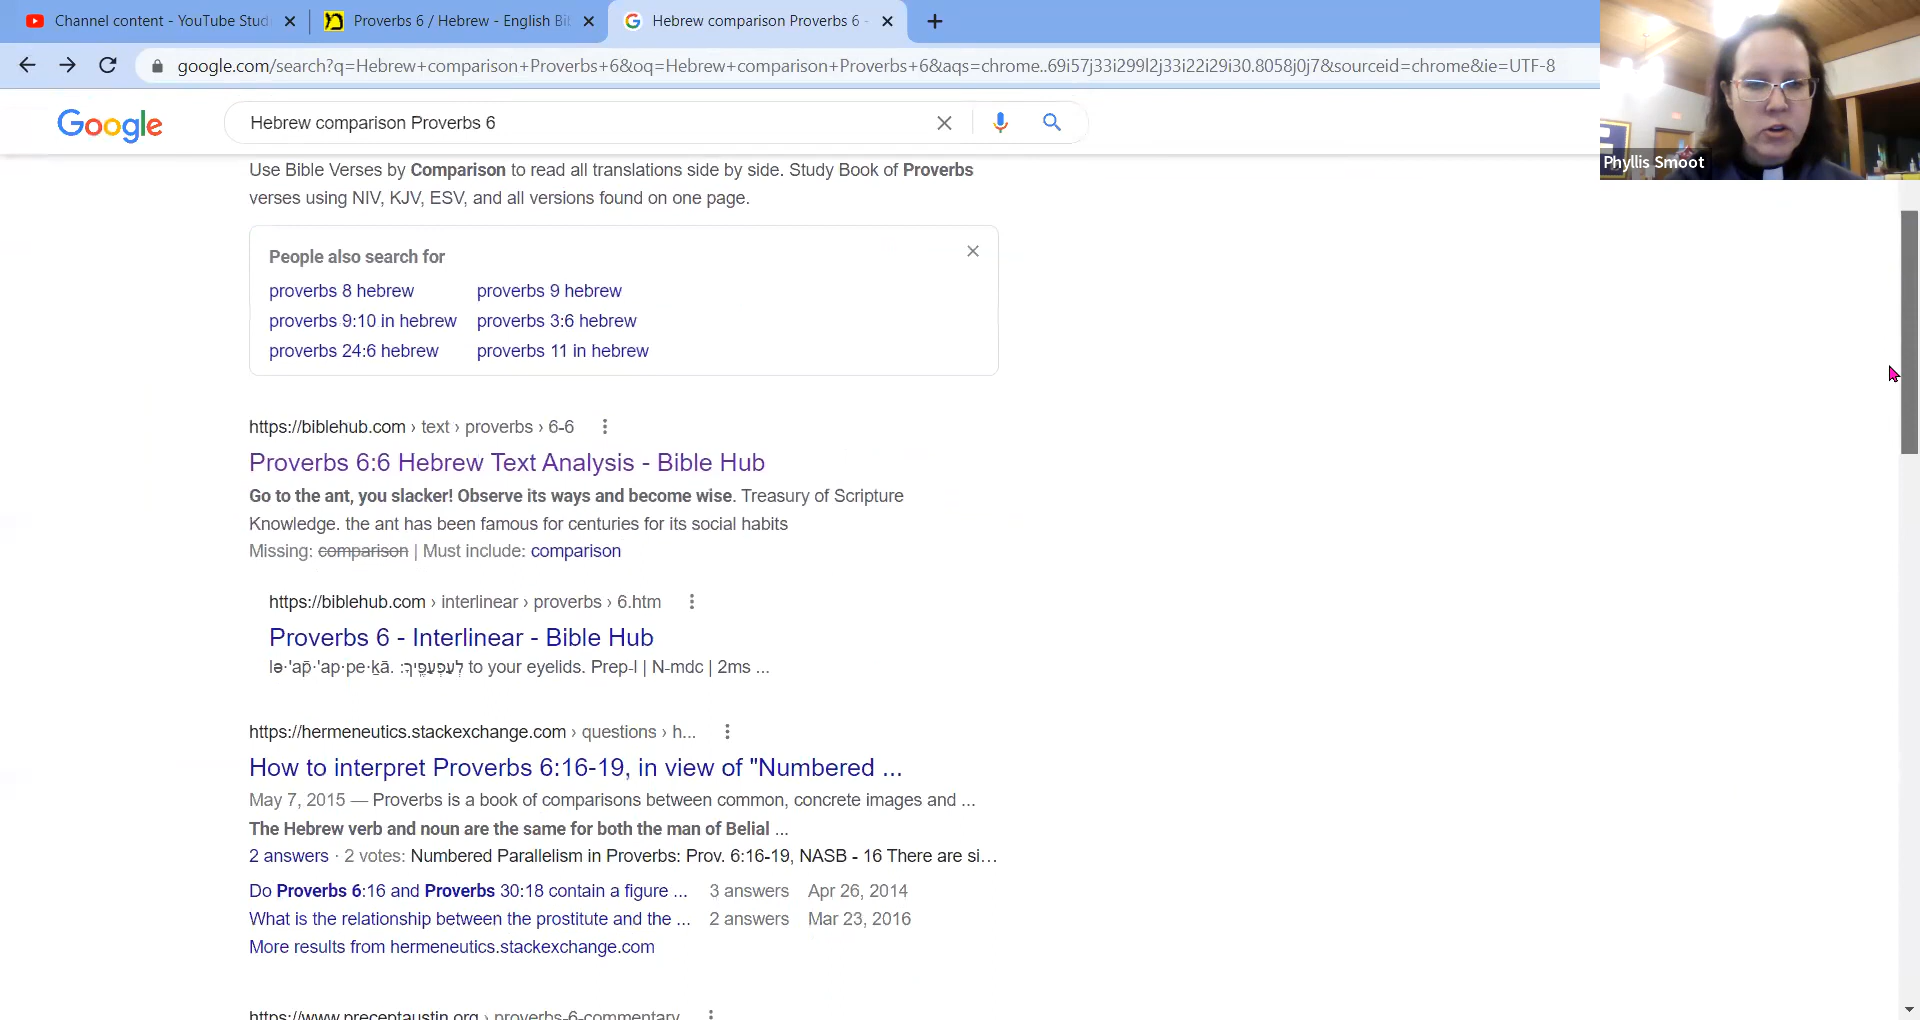 Channel content - YouTube Stud
Proverbs 6 / Hebrew - English Bib
Hebrew comparison Proverbs 6 -
google.com/search?q=Hebrew+comparison+Proverbs+6&oq=Hebrew+comparison+Proverbs+6&aqs=chrome..69i57j33i299l2j33i22i29i30.8058j0j7&sourceid=chrome&ie=UTF-8
Phyllis Smoot
Google
Hebrew comparison Proverbs 6
Use Bible Verses by Comparison to read all translations side by side. Study Book of Proverbs
verses using NIV, KJV, ESV, and all versions found on one page.
People also search for
proverbs 8 hebrew proverbs 9 hebrew
proverbs 9:10 in hebrew proverbs 3:6 hebrew
proverbs 24:6 hebrew proverbs 11 in hebrew
https://biblehub.com › text › proverbs › 6-6
Proverbs 6:6 Hebrew Text Analysis - Bible Hub
Go to the ant, you slacker! Observe its ways and become wise. Treasury of Scripture
Knowledge. the ant has been famous for centuries for its social habits
Missing: comparison | Must include: comparison
https://biblehub.com › interlinear › proverbs › 6.htm
Proverbs 6 - Interlinear - Bible Hub
lə·'ap̄·'ap·pe·ḵā. :לְעַפְעַפֶּֽיךָ to your eyelids. Prep-l | N-mdc | 2ms ...
https://hermeneutics.stackexchange.com › questions › h...
How to interpret Proverbs 6:16-19, in view of "Numbered ...
May 7, 2015 — Proverbs is a book of comparisons between common, concrete images and ...
The Hebrew verb and noun are the same for both the man of Belial ...
2 answers · 2 votes: Numbered Parallelism in Proverbs: Prov. 6:16-19, NASB - 16 There are si...
Do Proverbs 6:16 and Proverbs 30:18 contain a figure ... 3 answers Apr 26, 2014
What is the relationship between the prostitute and the ... 2 answers Mar 23, 2016
More results from hermeneutics.stackexchange.com
https://www.preceptaustin.org › proverbs-6-commentary